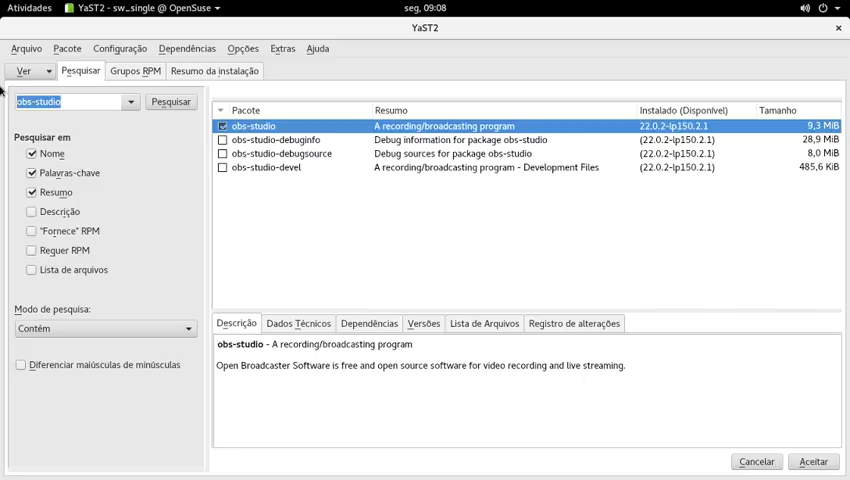 Atividades YaST2 - sw_single @ OpenSuse seg, 09:08
YaST2
Arquivo Pacote Configuração Dependências Opções Extras Ajuda
Ver Pesquisar Grupos RPM Resumo da instalação
obs-studio Pesquisar
Pesquisar em
Nome
Palavras-chave
Resumo
Descrição
"Fornece" RPM
Requer RPM
Lista de arquivos
Modo de pesquisa:
Contém
Diferenciar maiúsculas de minúsculas
Pacote Resumo Instalado (Disponível) Tamanho
obs-studio A recording/broadcasting program 22.0.2-lp150.2.1 9,3 MiB
obs-studio-debuginfo Debug information for package obs-studio (22.0.2-lp150.2.1) 28,9 MiB
obs-studio-debugsource Debug sources for package obs-studio (22.0.2-lp150.2.1) 8,0 MiB
obs-studio-devel A recording/broadcasting program - Development Files (22.0.2-lp150.2.1) 485,6 KiB
Descrição Dados Técnicos Dependências Versões Lista de Arquivos Registro de alterações
obs-studio - A recording/broadcasting program
Open Broadcaster Software is free and open source software for video recording and live streaming.
Cancelar Aceitar